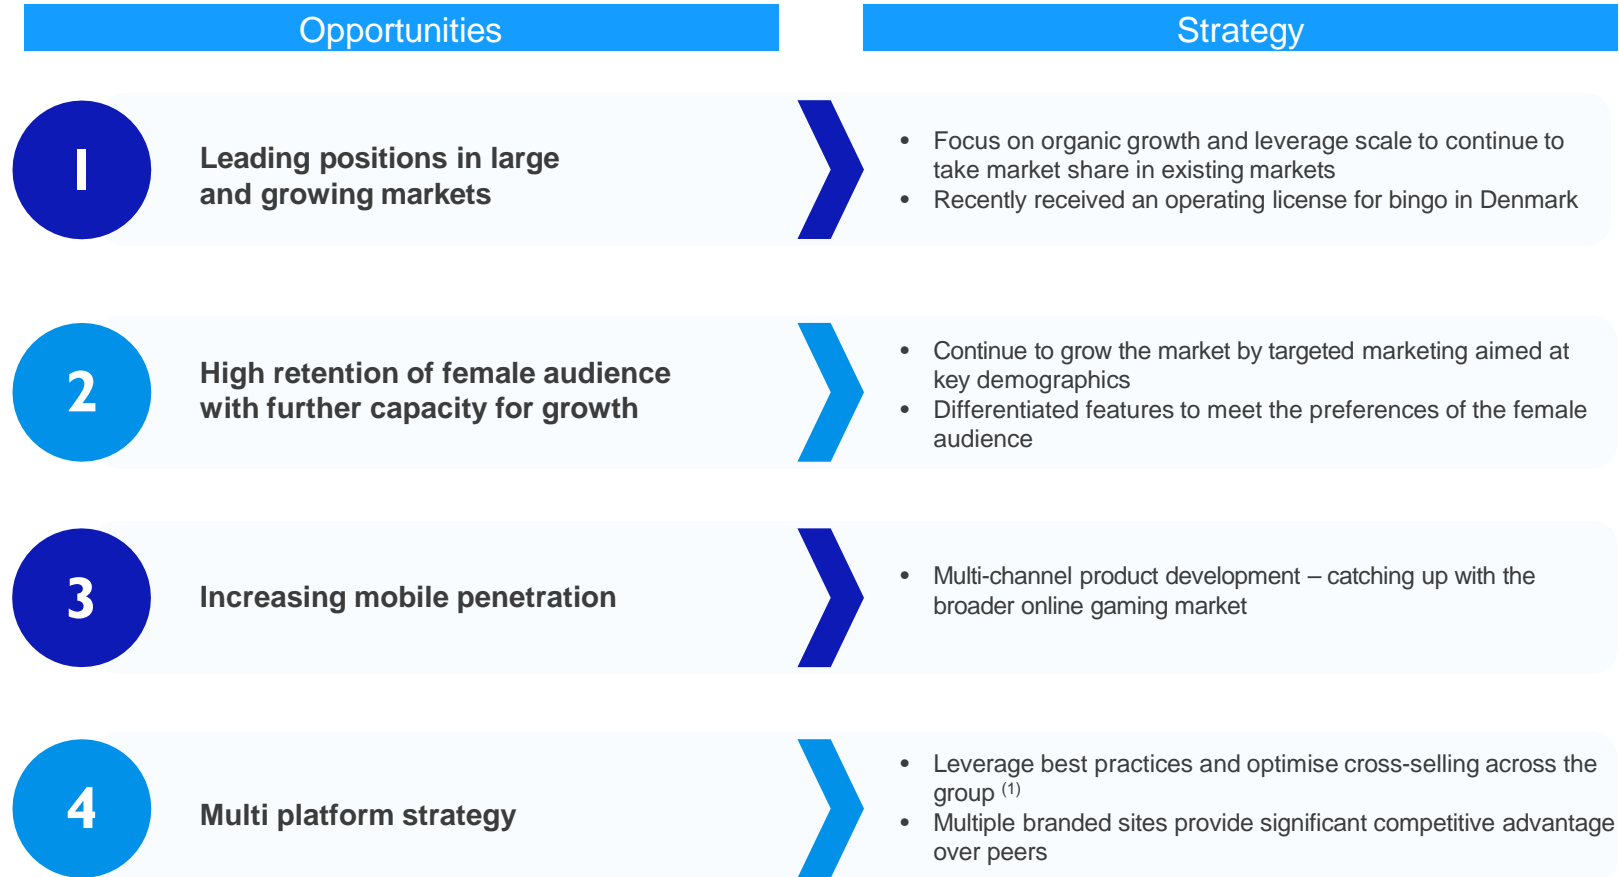 Opportunities
Strategy
1
Leading positions in large
and growing markets
• Focus on organic growth and leverage scale to continue to
take market share in existing markets
• Recently received an operating license for bingo in Denmark
2
High retention of female audience
with further capacity for growth
• Continue to grow the market by targeted marketing aimed at
key demographics
• Differentiated features to meet the preferences of the female
audience
3
Increasing mobile penetration
• Multi-channel product development – catching up with the
broader online gaming market
4
Multi platform strategy
• Leverage best practices and optimise cross-selling across the
group (1)
• Multiple branded sites provide significant competitive advantage
over peers